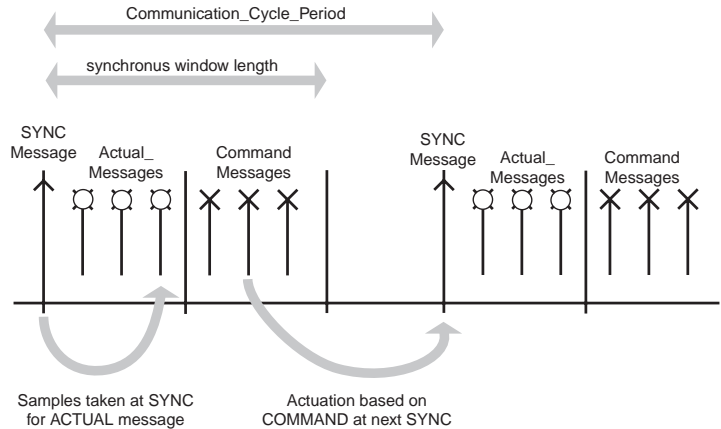 Communication_Cycle_Period
synchronus window length
SYNC
Message
Actual_
Messages
Command
Messages
SYNC
Message
Actual_
Messages
Command
Messages
Samples taken at SYNC
for ACTUAL message
Actuation based on
COMMAND at next SYNC